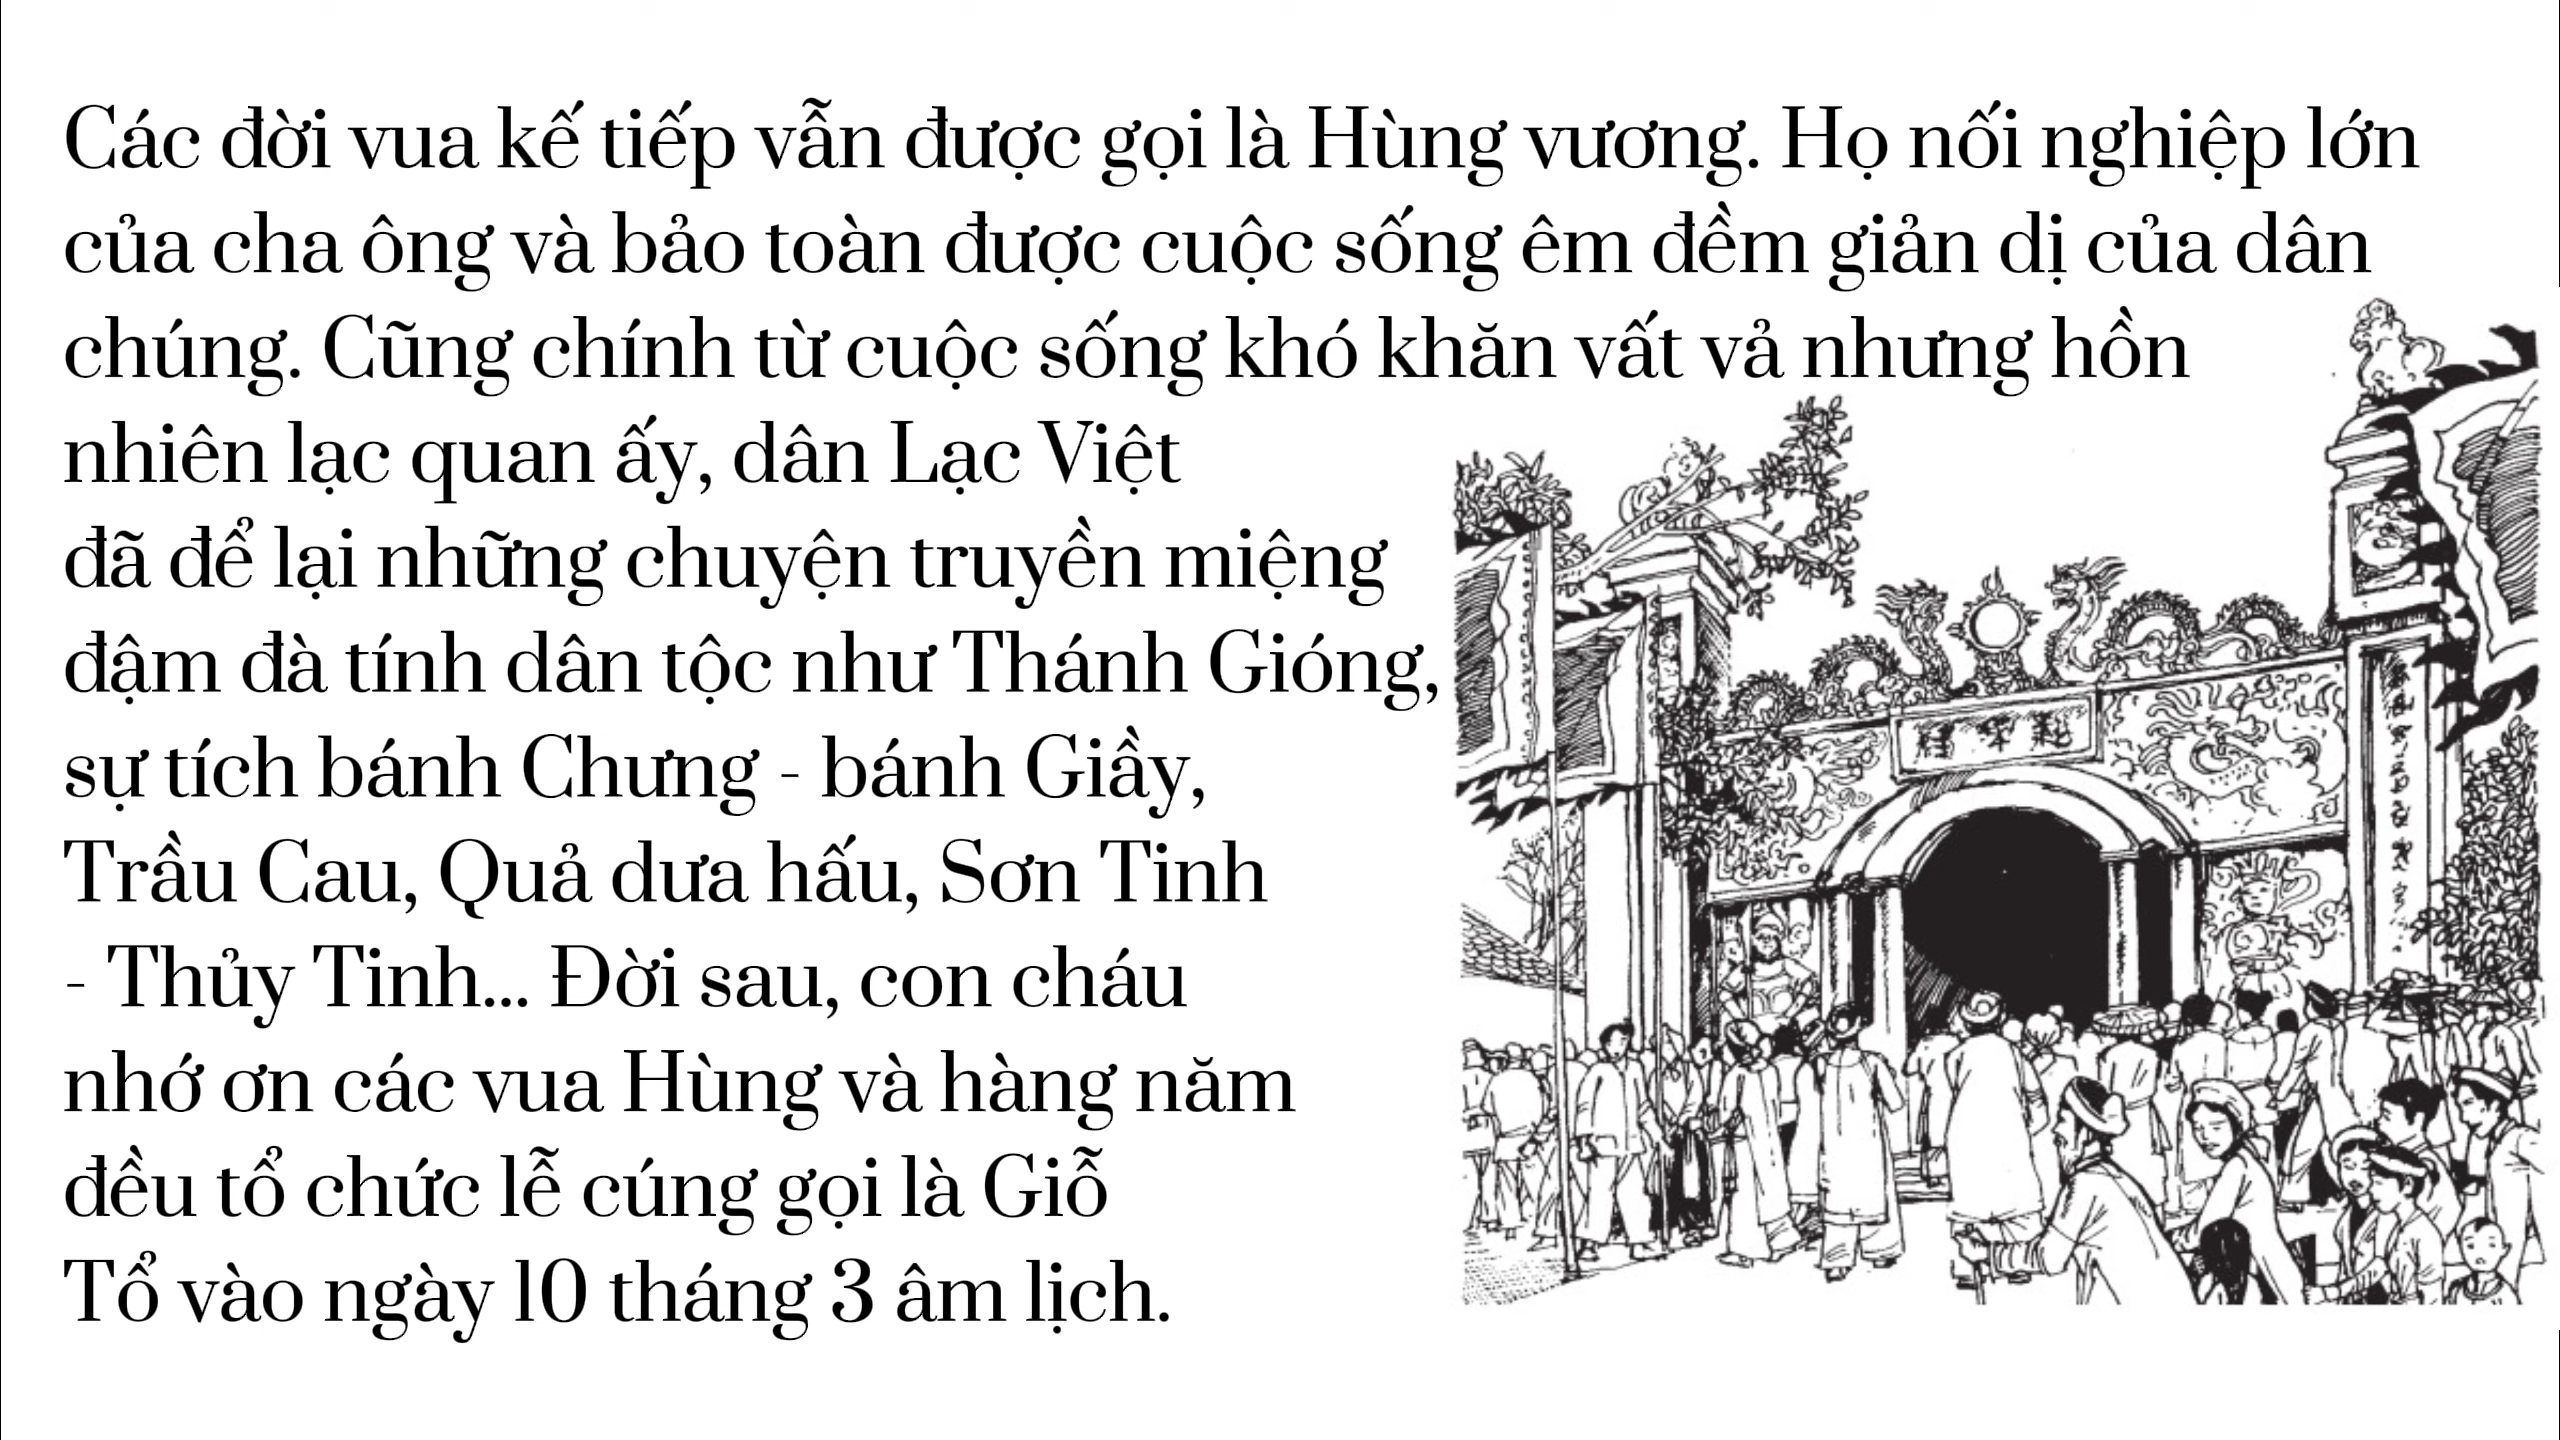 Các đời vua kế tiếp vẫn được gọi là Hùng vương. Họ nối nghiệp lớn
của cha ông và bảo toàn được cuộc sống êm đềm giản dị của dân
chúng. Cũng chính từ cuộc sống khó khăn vất vả nhưng hồn
nhiên lạc quan ấy, dân Lạc Việt
đã để lại những chuyện truyền miệng
đậm đà tính dân tộc như Thánh Gióng,
sự tích bánh Chưng - bánh Giầy,
Trầu Cau, Quả dưa hấu, Sơn Tinh
- Thủy Tinh... Đời sau, con cháu
nhớ ơn các vua Hùng và hàng năm
đều tổ chức lễ cúng gọi là Giỗ
Tổ vào ngày 10 tháng 3 âm lịch.